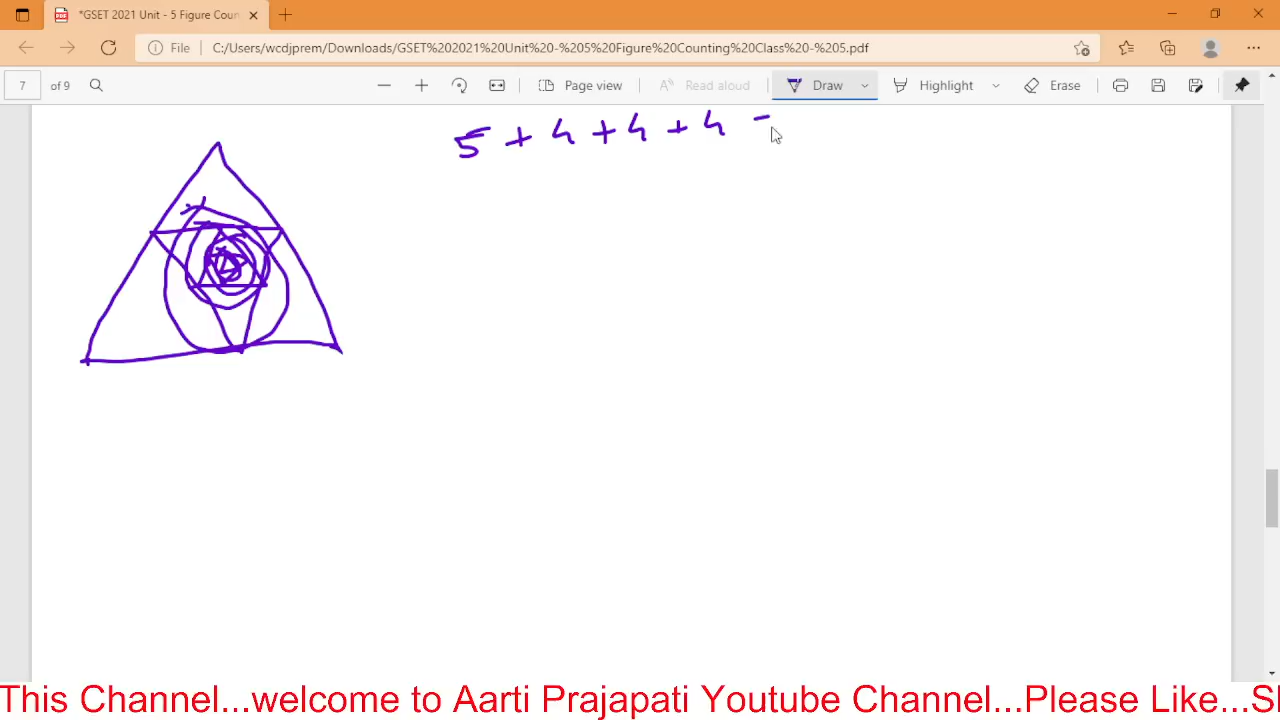 *GSET 2021 Unit - 5 Figure Coun
File
C:/Users/wcdjprem/Downloads/GSET%202021%20Unit%20-%205%20Figure%20Counting%20Class%20-%205.pdf
7 of 9 Page view Read aloud Draw Highlight Erase
5 + 4 + 4 + 4 -
This Channel...welcome to Aarti Prajapati Youtube Channel...Please Like...S